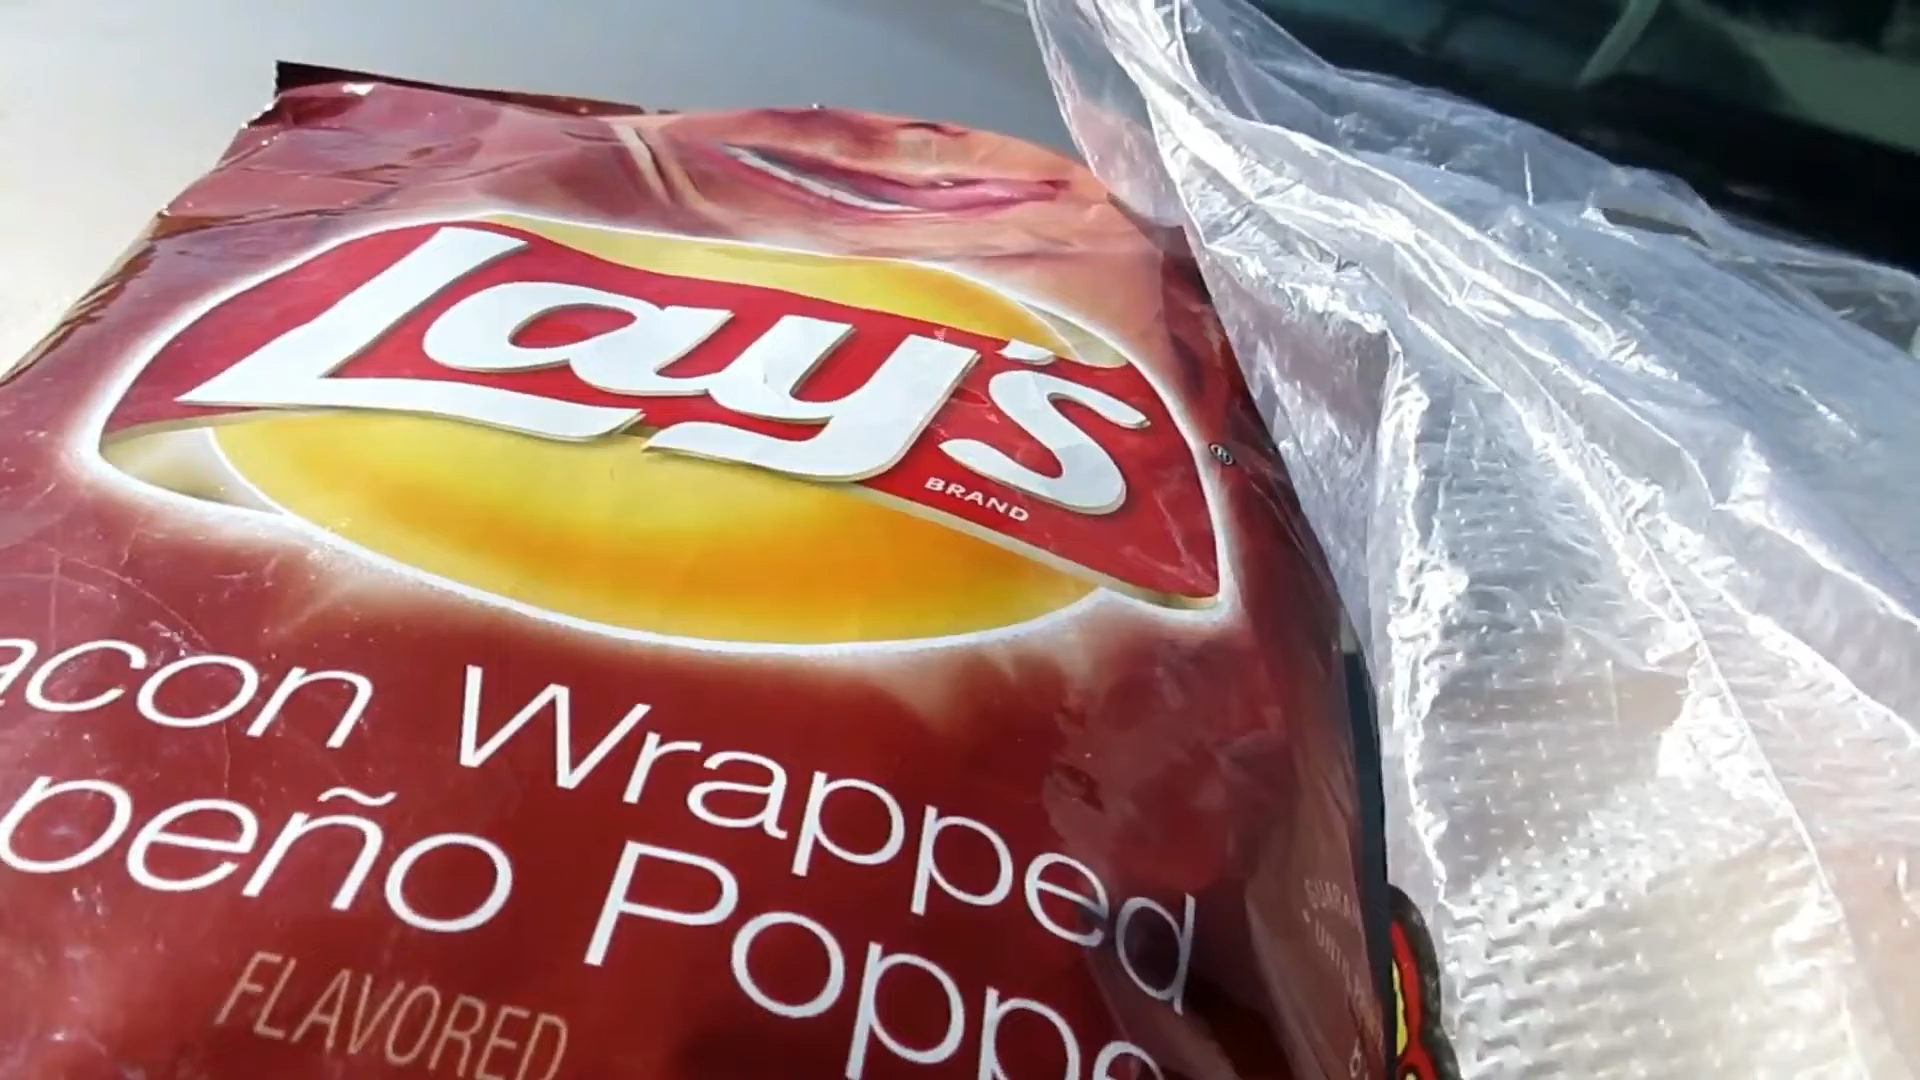 Lay's
BRAND
®
acon Wrapped
peño Poppe
FLAVORED